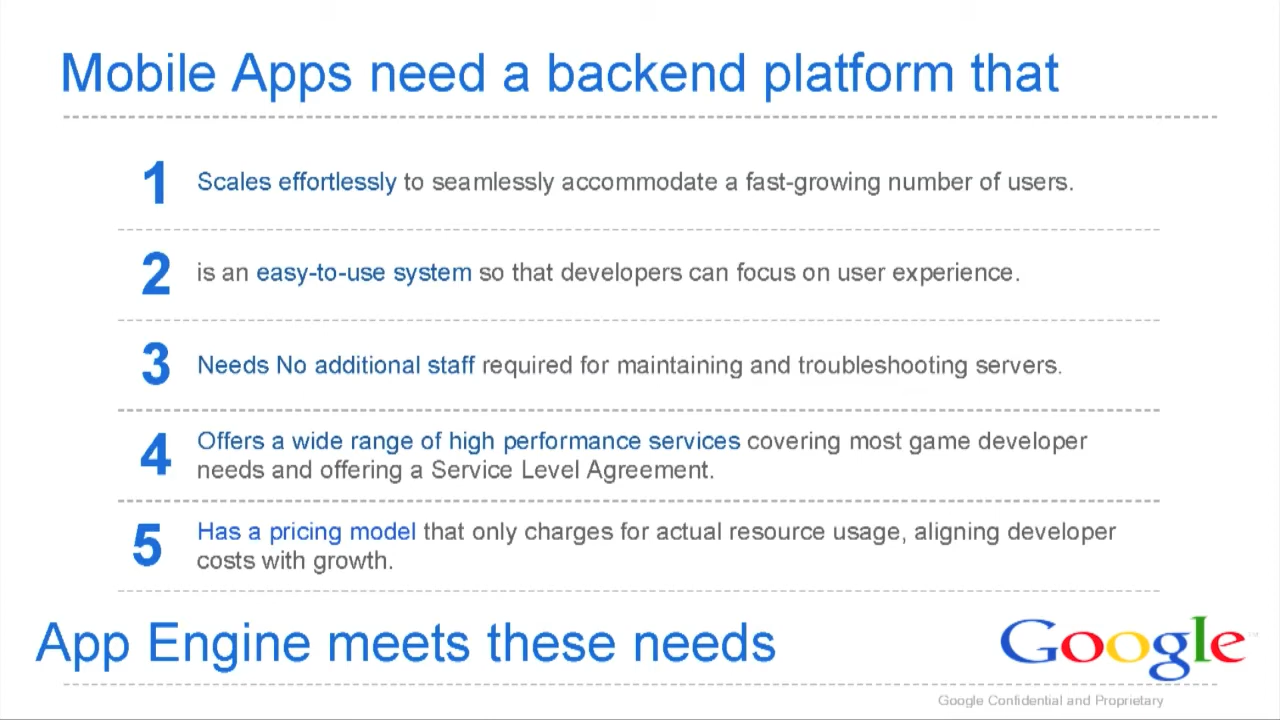 Mobile Apps need a backend platform that
1 Scales effortlessly to seamlessly accommodate a fast-growing number of users.
2 is an easy-to-use system so that developers can focus on user experience.
3 Needs No additional staff required for maintaining and troubleshooting servers.
4 Offers a wide range of high performance services covering most game developer
needs and offering a Service Level Agreement.
5 Has a pricing model that only charges for actual resource usage, aligning developer
costs with growth.
App Engine meets these needs
Google
Google Confidential and Proprietary